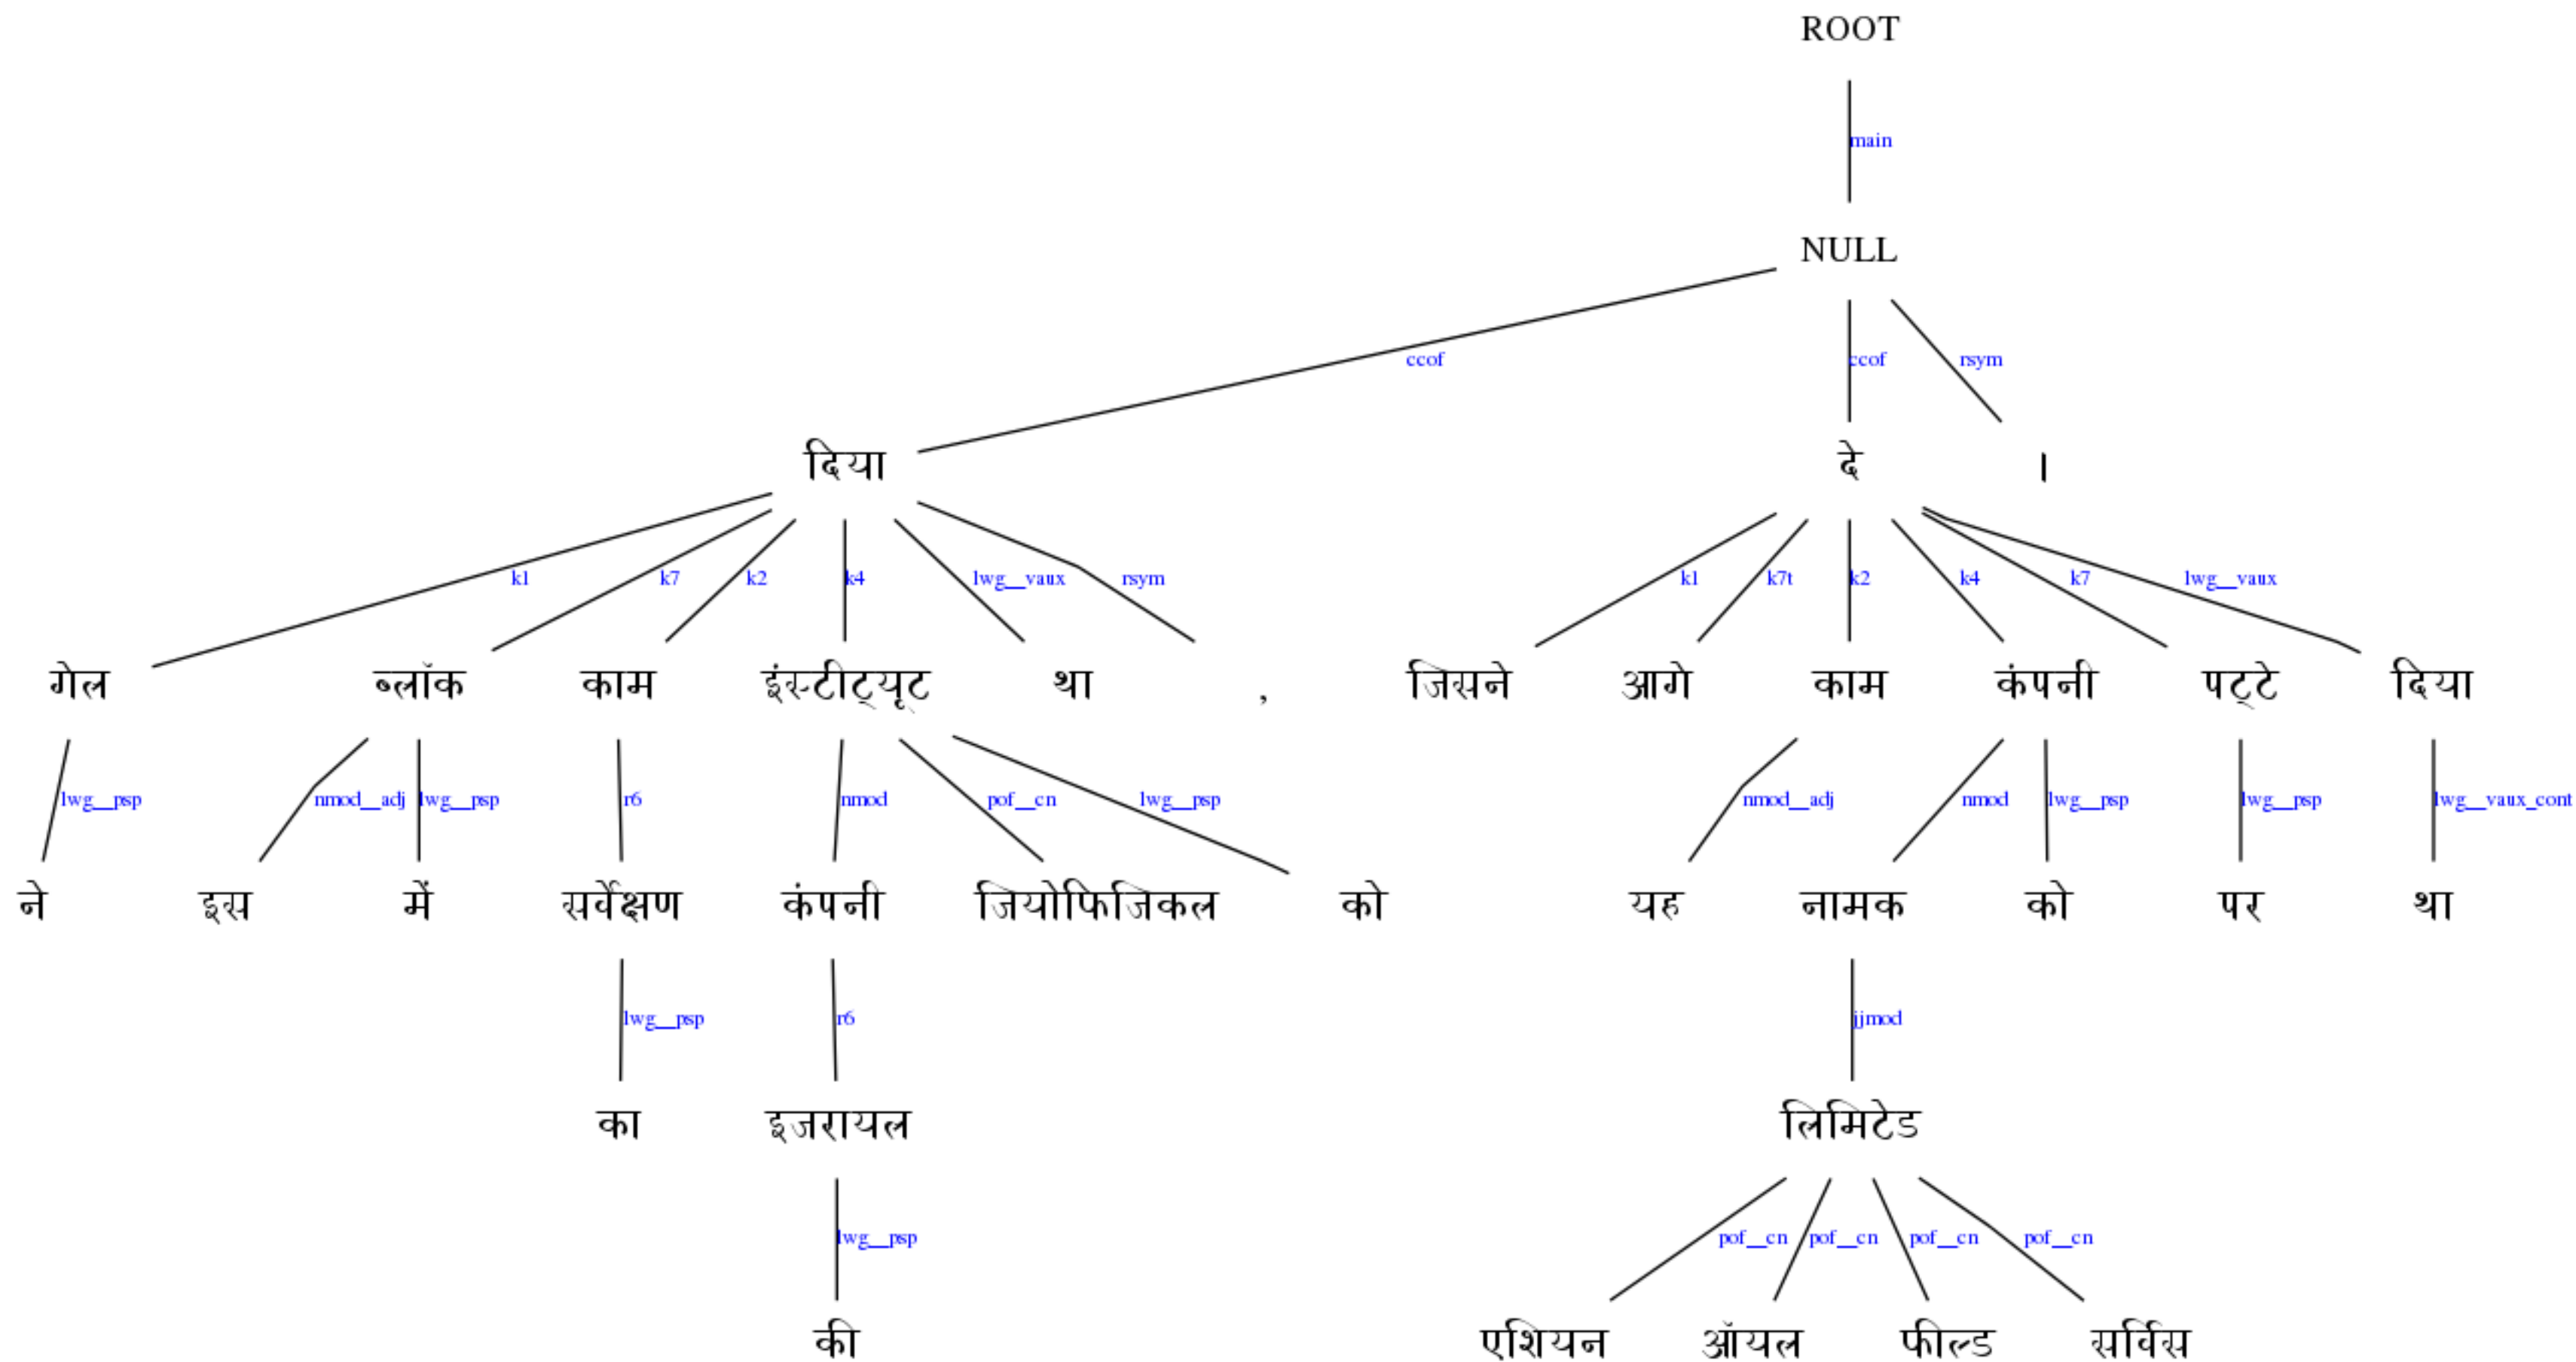 ROOT
main
NULL
ccof ccof rsym
दिया दे ।
k1 k7 k2 k4 lwg__vaux rsym k1 k7t k2 k4 k7 lwg__vaux
गेल ब्लॉक काम इंस्टीट्यूट था , जिसने आगे काम कंपनी पट्टे दिया
lwg__psp nmod__adj lwg__psp r6 nmod pof__cn lwg__psp nmod__adj nmod lwg__psp lwg__psp lwg__vaux_cont
ने इस में सर्वेक्षण कंपनी जियोफिजिकल को यह नामक को पर था
lwg__psp r6 jjmod
का इजरायल लिमिटेड
lwg__psp pof__cn pof__cn pof__cn pof__cn
की एशियन ऑयल फील्ड सर्विस